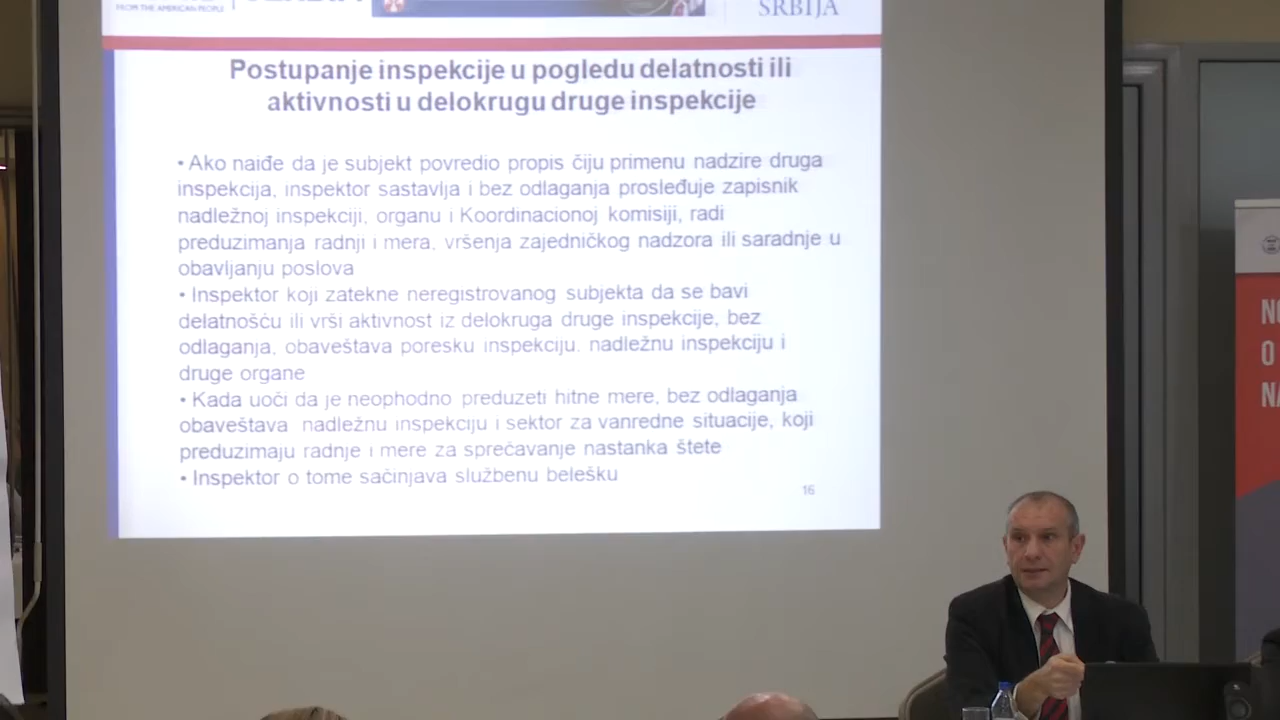 FROM THE AMERICAN PEOPLE
SRBIJA
Postupanje inspekcije u pogledu delatnosti ili
aktivnosti u delokrugu druge inspekcije
• Ako naiđe da je subjekt povredio propis čiju primenu nadzire druga
inspekcija, inspektor sastavlja i bez odlaganja prosleđuje zapisnik
nadležnoj inspekciji, organu i Koordinacionoj komisiji, radi
preduzimanja radnji i mera, vršenja zajedničkog nadzora ili saradnje u
obavljanju poslova
• Inspektor koji zatekne neregistrovanog subjekta da se bavi
delatnošću ili vrši aktivnost iz delokruga druge inspekcije, bez
odlaganja, obaveštava poresku inspekciju, nadležnu inspekciju i
druge organe
• Kada uoči da je neophodno preduzeti hitne mere, bez odlaganja
obaveštava nadležnu inspekciju i sektor za vanredne situacije, koji
preduzimaju radnje i mere za sprečavanje nastanka štete
• Inspektor o tome sačinjava službenu belešku
16
O